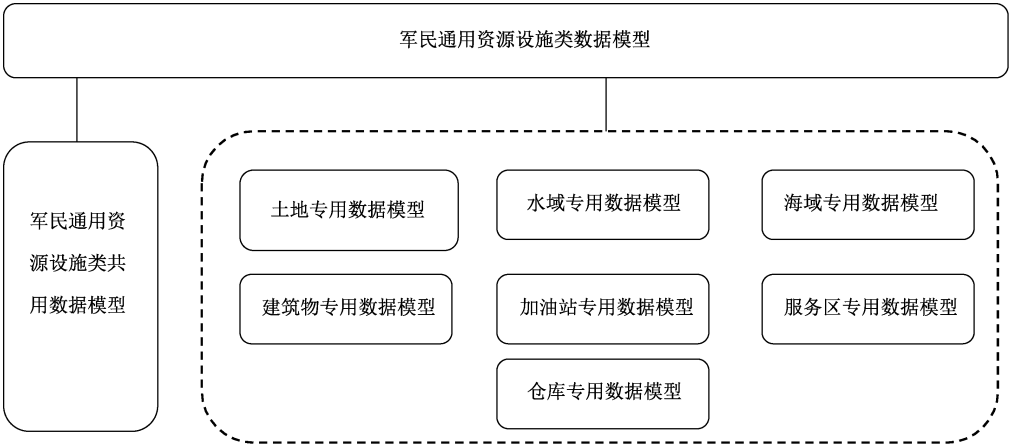 军民通用资源设施类数据模型
军民通用资
源设施类共
用数据模型
土地专用数据模型
水域专用数据模型
海域专用数据模型
建筑物专用数据模型
加油站专用数据模型
服务区专用数据模型
仓库专用数据模型